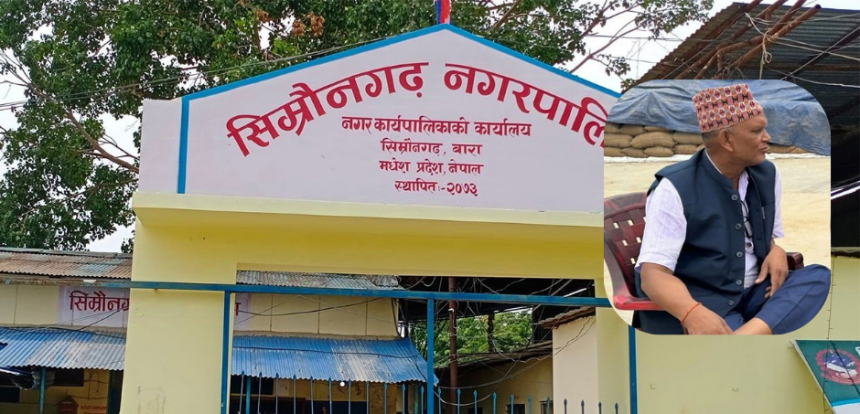 सिम्रौनगढ़ नगरपालि
नगर कार्यपालिकाको कार्यालय
सिम्रौनगढ़, बारा
मधेश प्रदेश, नेपाल
स्थापित:-२०७३
सिम्रौनग